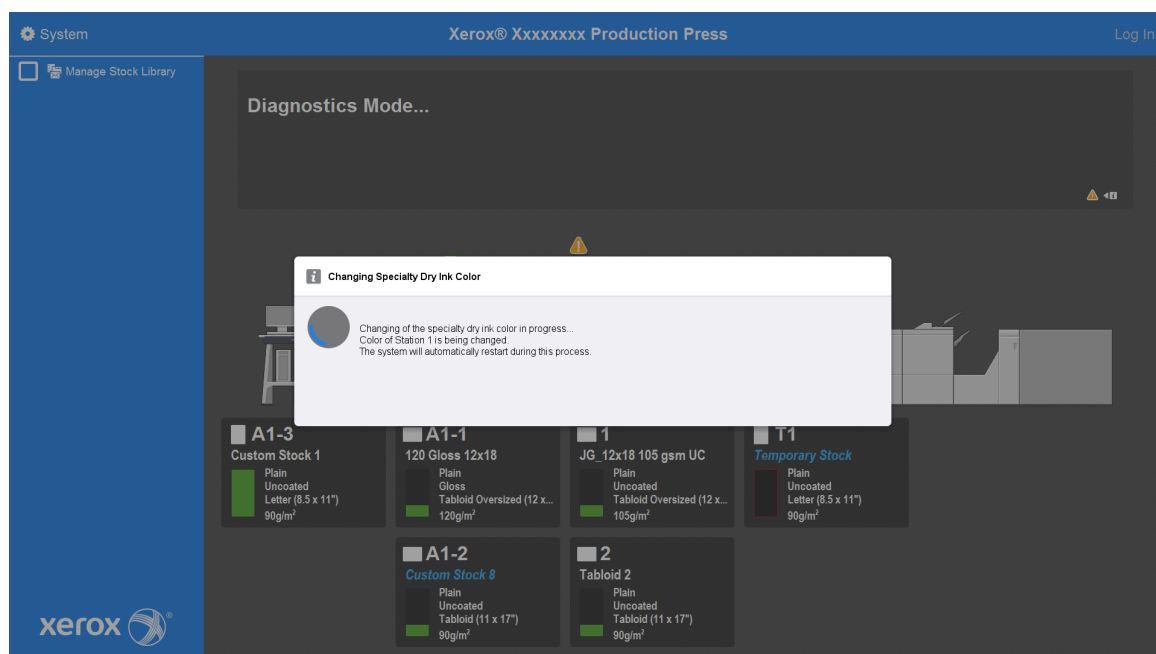 System
Xerox® Xxxxxxxx Production Press
Log In
Manage Stock Library
Diagnostics Mode...
Changing Specialty Dry Ink Color
Changing of the specialty dry ink color in progress...
Color of Station 1 is being changed.
The system will automatically restart during this process.
A1-3
Custom Stock 1
Plain
Uncoated
Letter (8.5 x 11")
90g/m²
A1-1
120 Gloss 12x18
Plain
Gloss
Tabloid Oversized (12 x...
120g/m²
1
JG_12x18 105 gsm UC
Plain
Uncoated
Tabloid Oversized (12 x...
105g/m²
T1
Temporary Stock
Plain
Uncoated
Letter (8.5 x 11")
90g/m²
A1-2
Custom Stock 8
Plain
Uncoated
Tabloid (11 x 17")
90g/m²
2
Tabloid 2
Plain
Uncoated
Tabloid (11 x 17")
90g/m²
xerox®